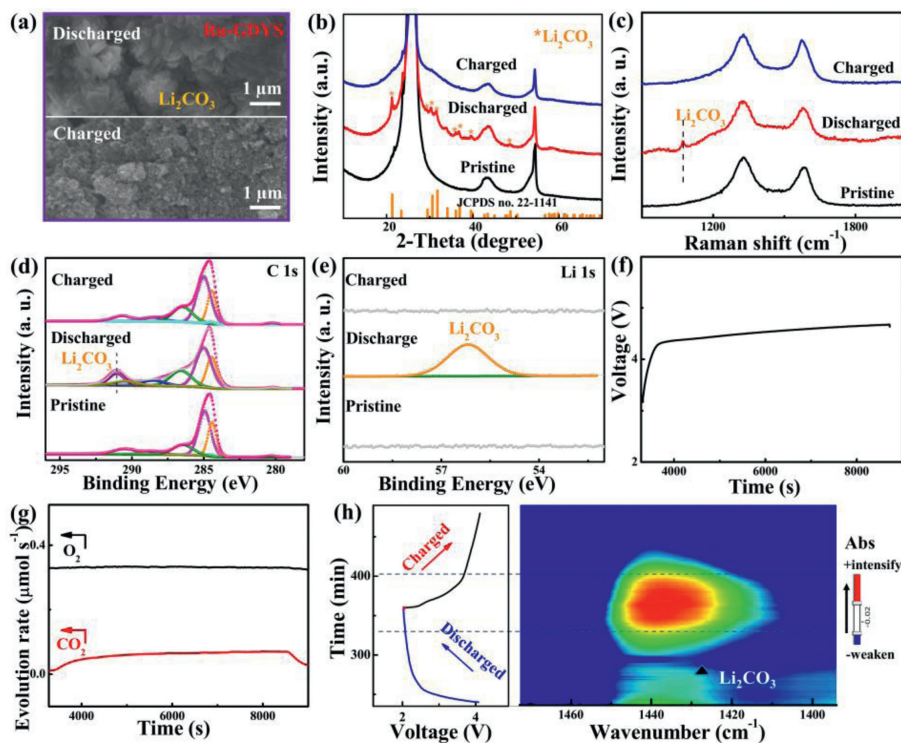 (a)
Discharged
Ru-GDYS
Li2CO3
1 μm
Charged
1 μm
(b)
Intensity (a.u.)
*Li2CO3
Charged
Discharged
Pristine
JCPDS no. 22-1141
20 40 60
2-Theta (degree)
(c)
Intensity (a. u.)
Charged
Li2CO3
Discharged
Pristine
1200 1600 2000
Raman shift (cm-1)
(d)
Intensity (a. u.)
C 1s
Charged
Discharged
Li2CO3
Pristine
295 290 285 280
Binding Energy (eV)
(e)
Intensity (a. u.)
Li 1s
Charged
Discharge
Li2CO3
Pristine
60 57 54
Binding Energy (eV)
(f)
Voltage (V)
4
2
4000 6000 8000
Time (s)
(g)
Evolution rate (μmol s-1)
0.4
O2
CO2
0.0
4000 6000 8000
Time (s)
(h)
Time (min)
400
300
Charged
Discharged
2 4
Voltage (V)
Li2CO3
1460 1440 1420 1400
Wavenumber (cm-1)
Abs
+intensify
-0.02
-weaken